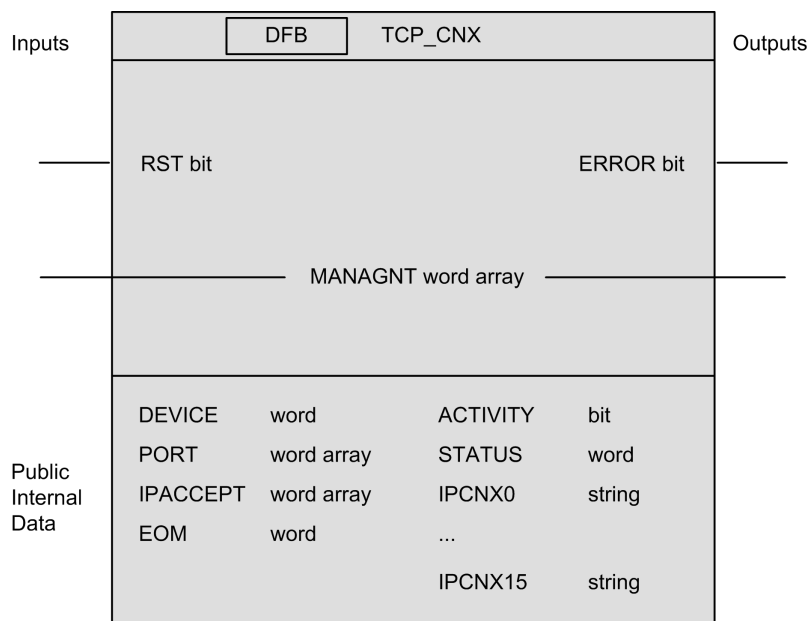 DFB TCP_CNX
Inputs
Outputs
RST bit
ERROR bit
MANAGNT word array
DEVICE word ACTIVITY bit
PORT word array STATUS word
IPACCEPT word array IPCNX0 string
EOM word ...
IPCNX15 string
Public
Internal
Data